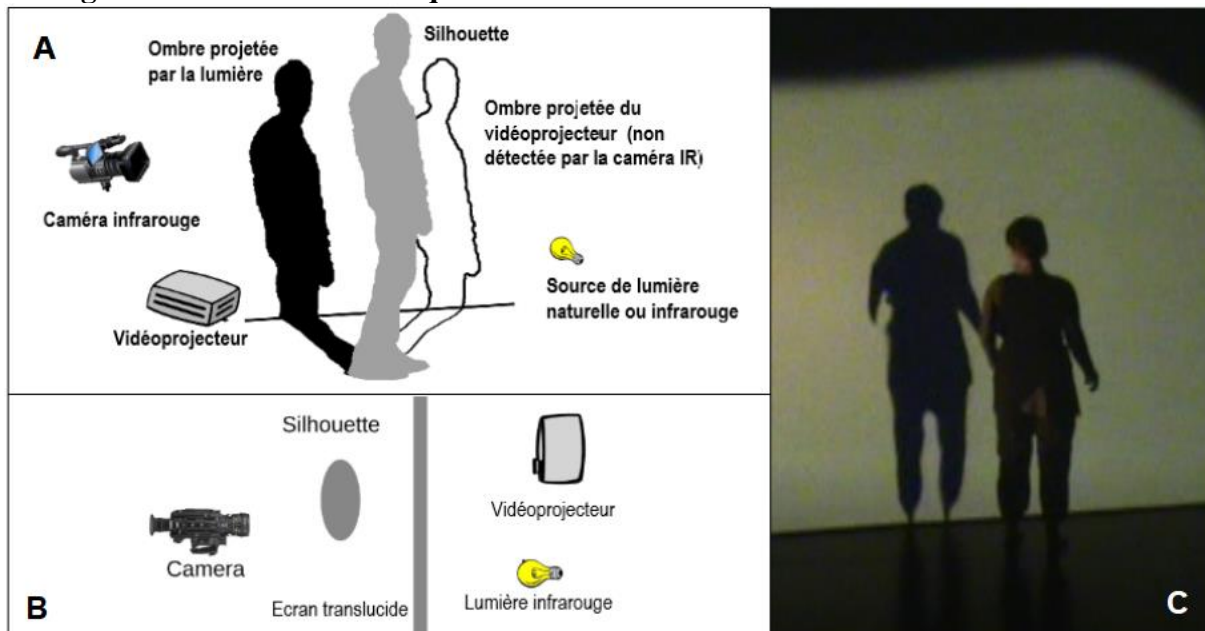 A
Ombre projetée
par la lumière
Silhouette
Ombre projetée du
vidéoprojecteur (non
détectée par la caméra IR)
Caméra infrarouge
Vidéoprojecteur
Source de lumière
naturelle ou infrarouge
B
Silhouette
Camera
Ecran translucide
Vidéoprojecteur
Lumière infrarouge
C